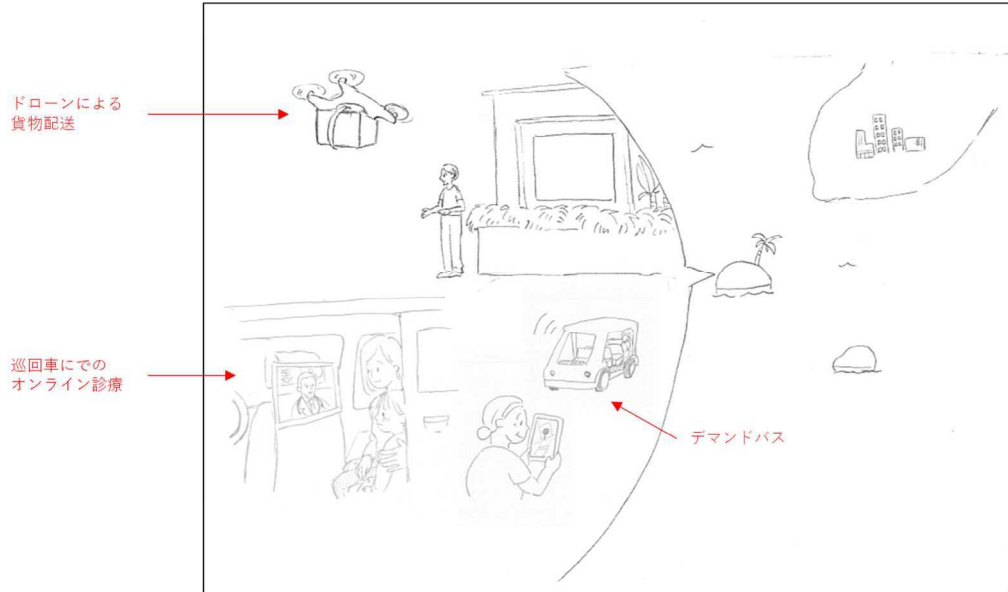 ドローンによる
貨物配送
巡回車にでの
オンライン診療
デマンドバス